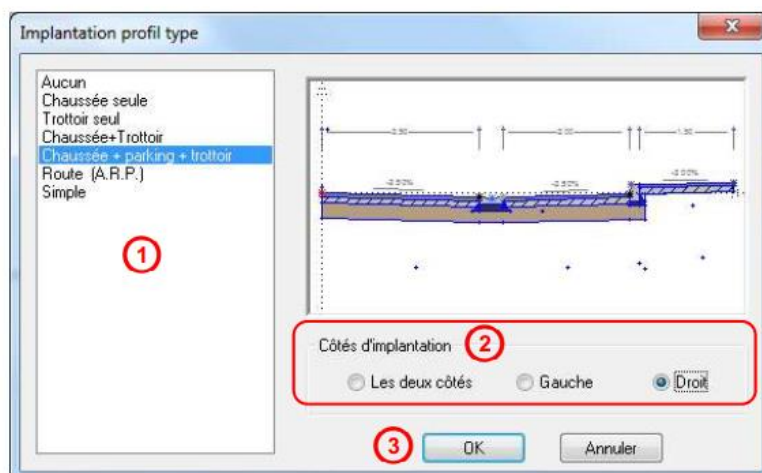 Implantation profil type
Aucun
Chaussée seule
Trottoir seul
Chaussée+Trottoir
Chaussée + parking + trottoir
Route (A.R.P.)
Simple
1
Côtés d'implantation
2
Les deux côtés
Gauche
Droit
3
OK
Annuler